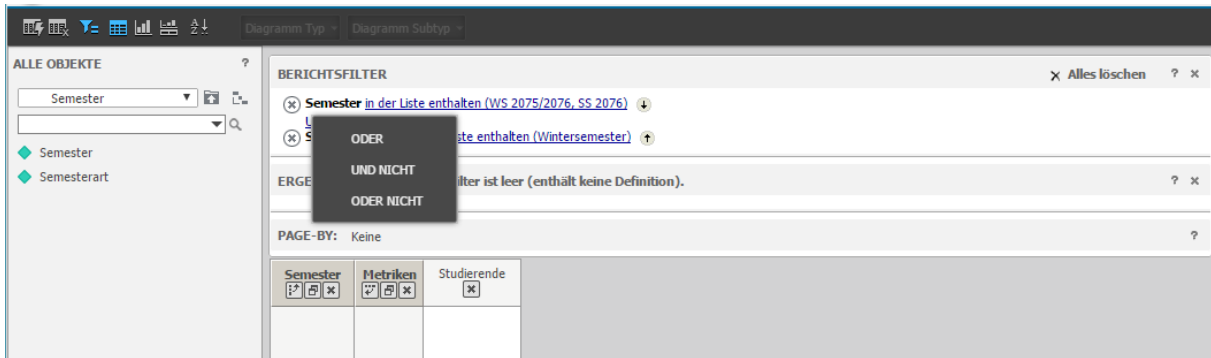 Diagramm Typ
Diagramm Subtyp
ALLE OBJEKTE ?
Semester
Semester
Semesterart
BERICHTSFILTER
Alles löschen ? x
Semester in der Liste enthalten (WS 2075/2076, SS 2076)
U
S ste enthalten (Wintersemester)
ODER
UND NICHT
ODER NICHT
ERGE ilter ist leer (enthält keine Definition). ? x
PAGE-BY: Keine ?
Semester Metriken Studierende